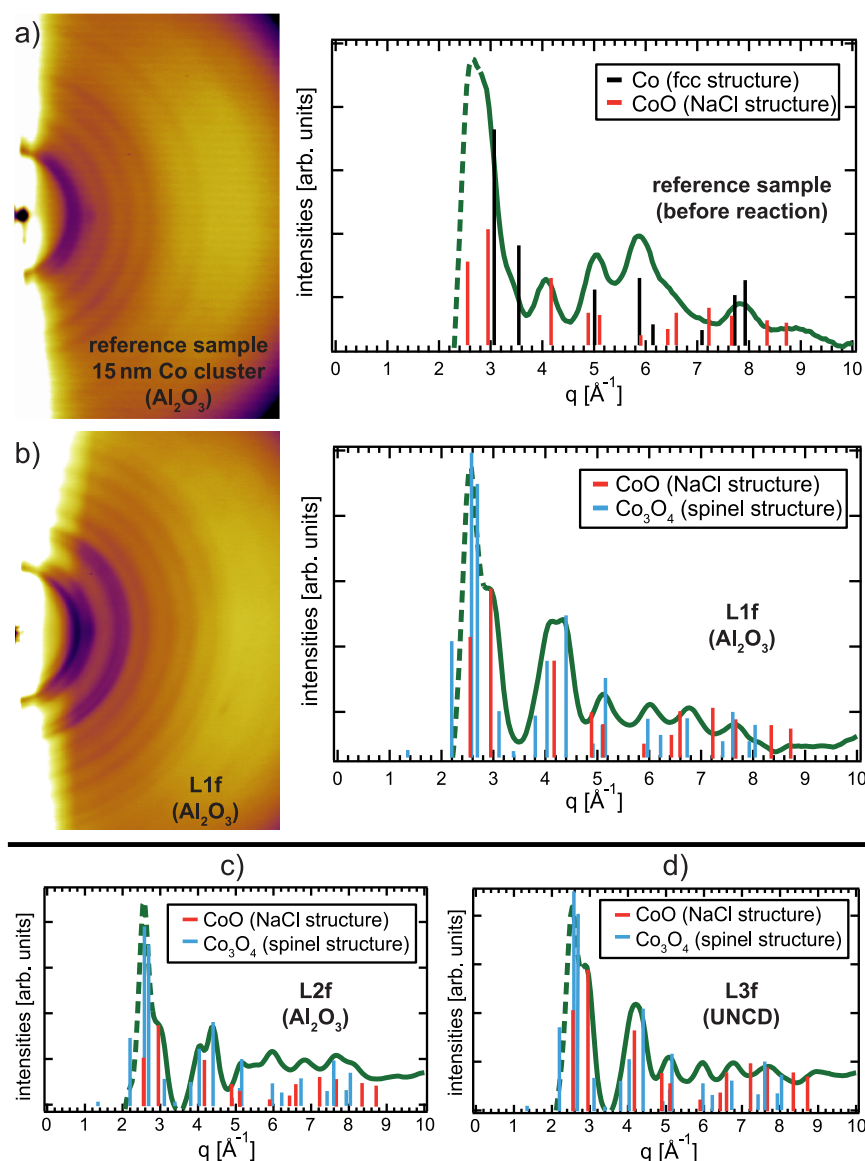 a)
reference sample
15 nm Co cluster
(Al₂O₃)
intensities [arb. units]
Co (fcc structure)
CoO (NaCl structure)
reference sample
(before reaction)
0 1 2 3 4 5 6 7 8 9 10
q [Å⁻¹]
b)
L1f
(Al₂O₃)
intensities [arb. units]
CoO (NaCl structure)
Co₃O₄ (spinel structure)
L1f
(Al₂O₃)
0 1 2 3 4 5 6 7 8 9 10
q [Å⁻¹]
c)
intensities [arb. units]
CoO (NaCl structure)
Co₃O₄ (spinel structure)
L2f
(Al₂O₃)
0 1 2 3 4 5 6 7 8 9 10
q [Å⁻¹]
d)
intensities [arb. units]
CoO (NaCl structure)
Co₃O₄ (spinel structure)
L3f
(UNCD)
0 1 2 3 4 5 6 7 8 9 10
q [Å⁻¹]